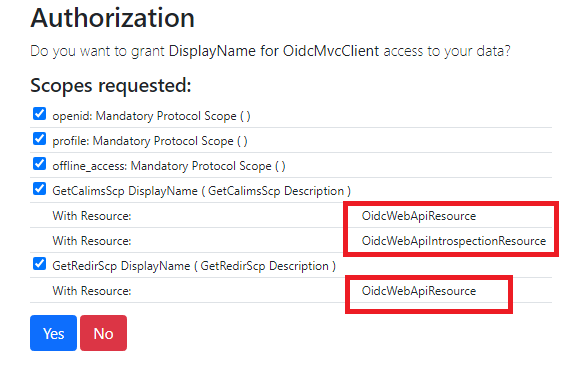 Authorization
Do you want to grant DisplayName for OidcMvcClient access to your data?
Scopes requested:
openid: Mandatory Protocol Scope ( )
profile: Mandatory Protocol Scope ( )
offline_access: Mandatory Protocol Scope ( )
GetCalimsScp DisplayName ( GetCalimsScp Description )
With Resource: OidcWebApiResource
With Resource: OidcWebApiIntrospectionResource
GetRedirScp DisplayName ( GetRedirScp Description )
With Resource: OidcWebApiResource
Yes No